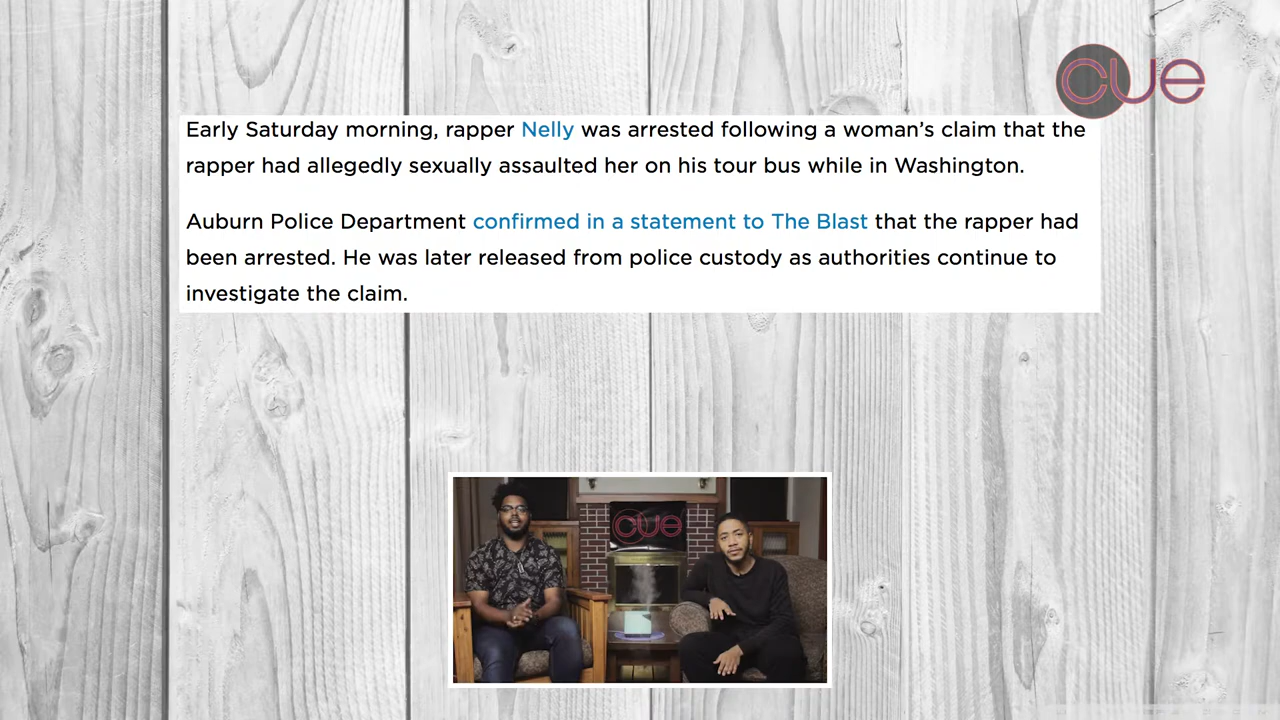 cue
Early Saturday morning, rapper Nelly was arrested following a woman’s claim that the
rapper had allegedly sexually assaulted her on his tour bus while in Washington.
Auburn Police Department confirmed in a statement to The Blast that the rapper had
been arrested. He was later released from police custody as authorities continue to
investigate the claim.
cue